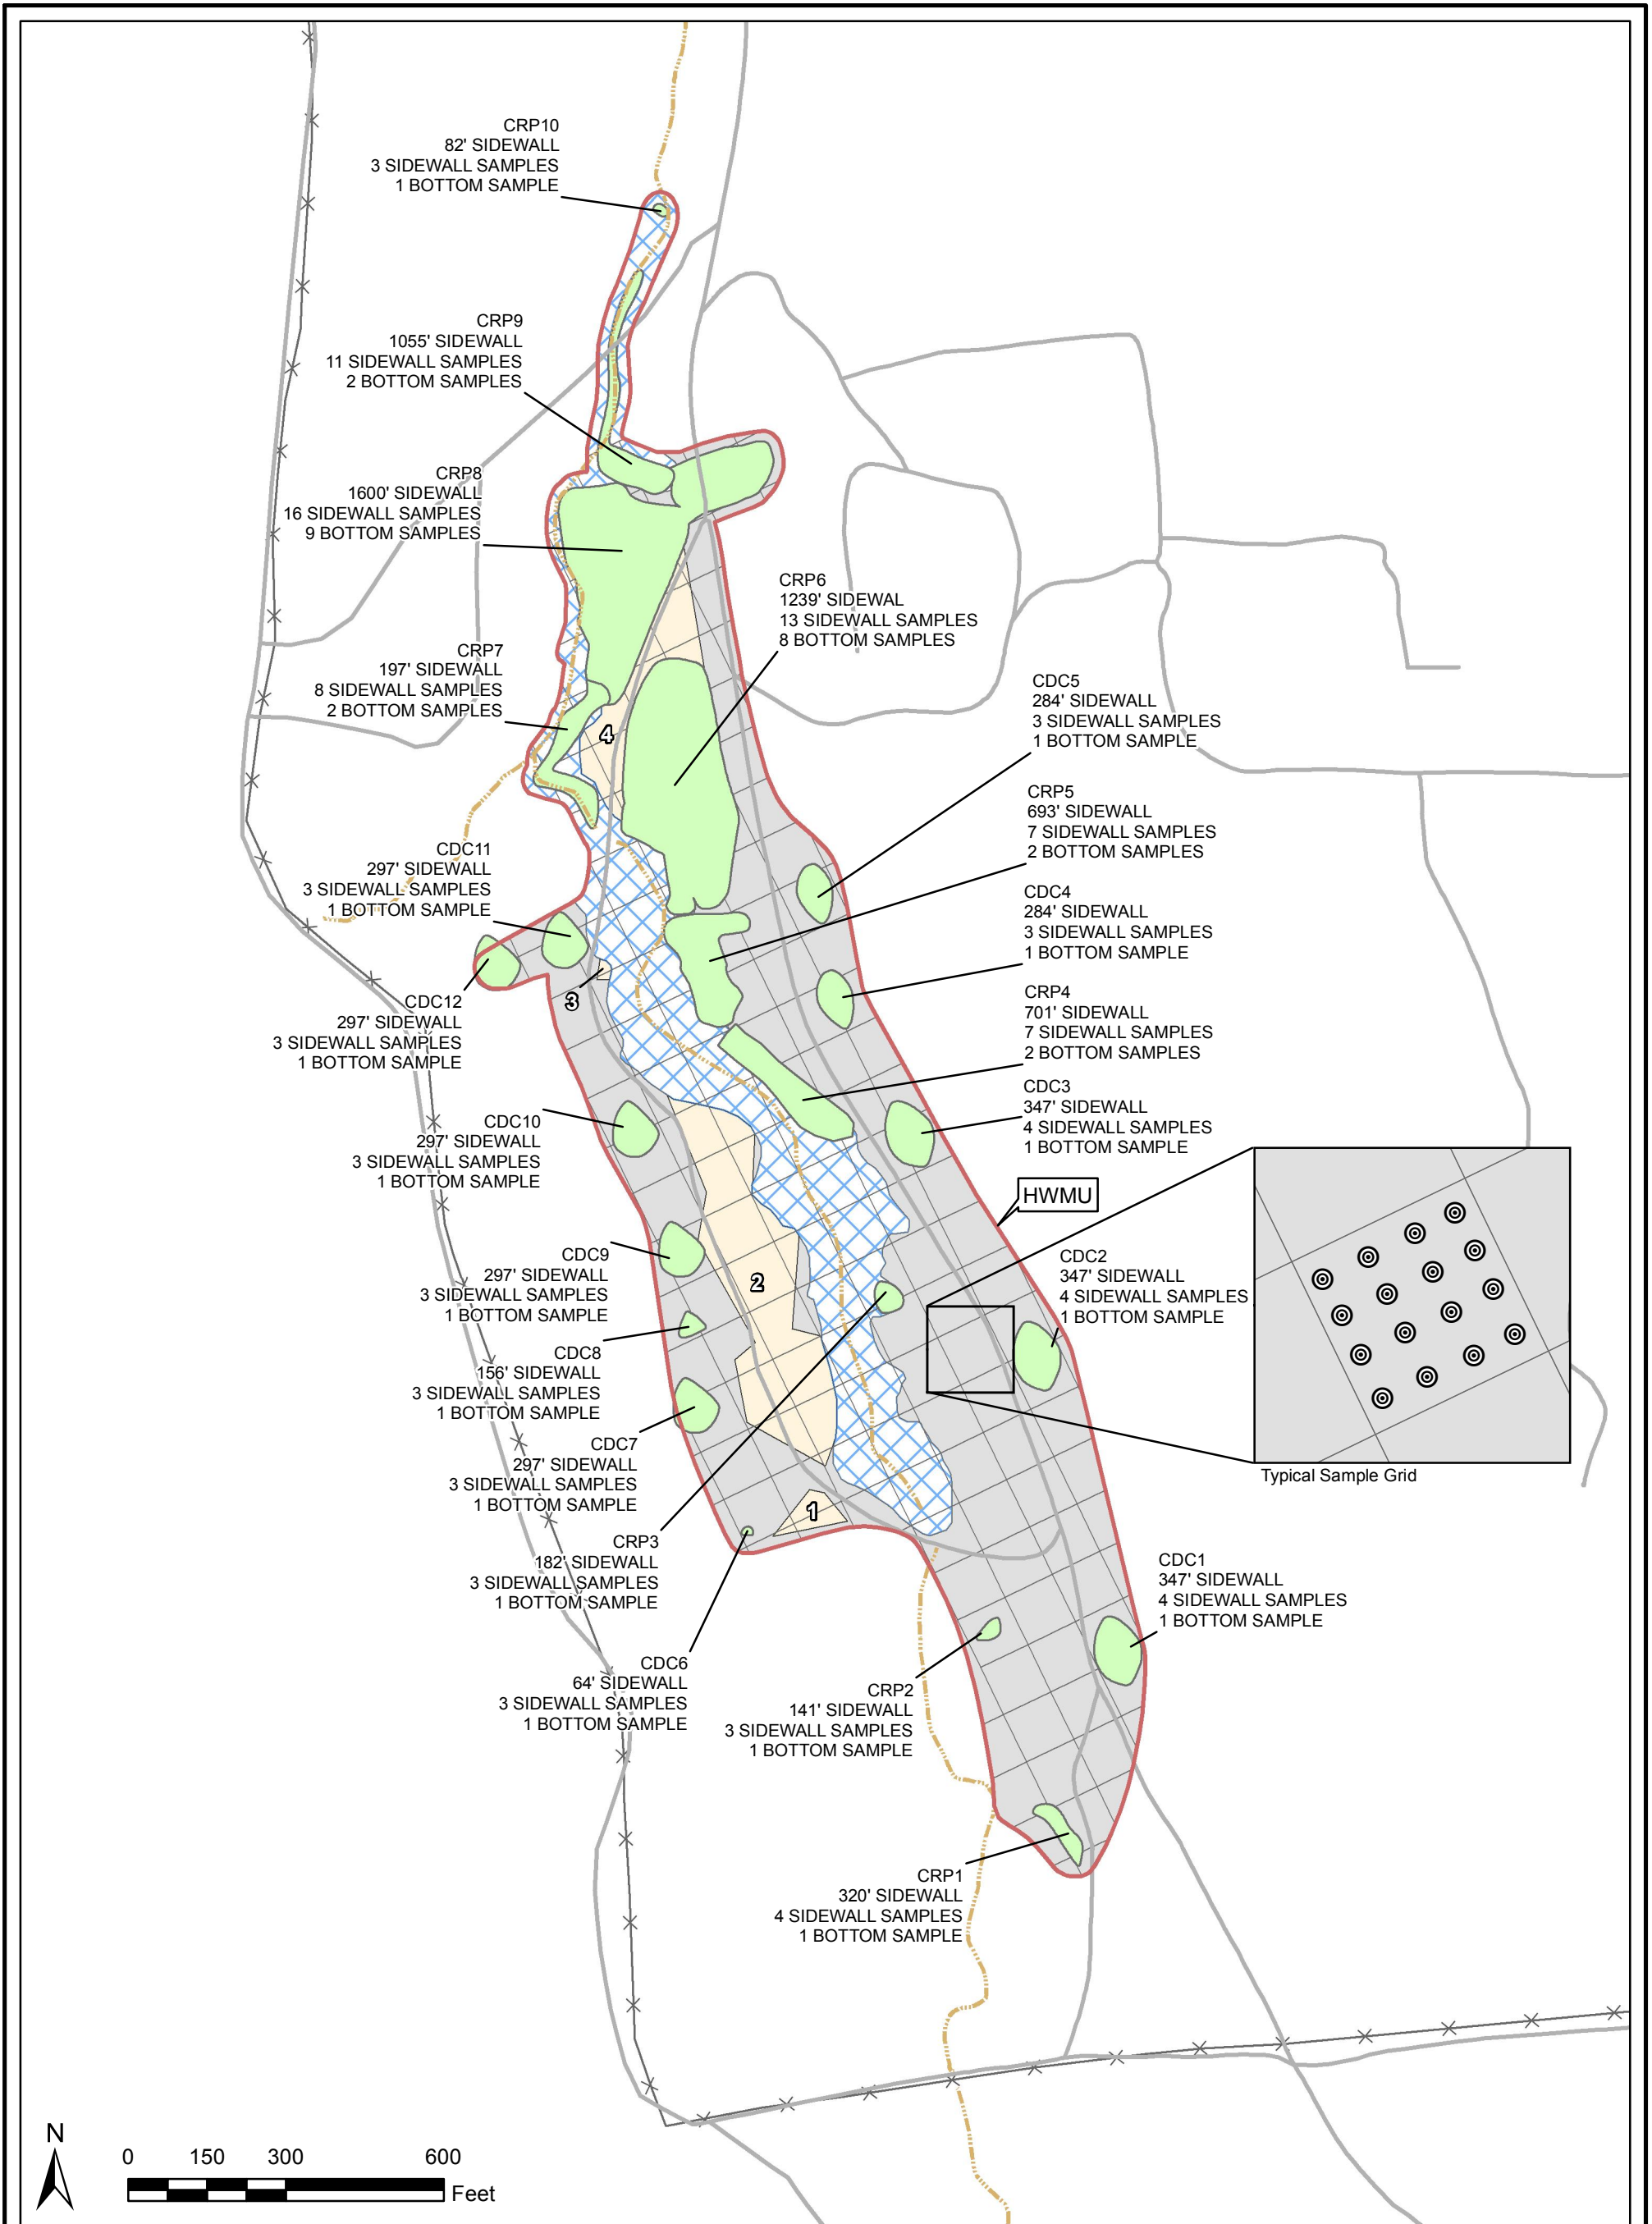 CRP10
82' SIDEWALL
3 SIDEWALL SAMPLES
1 BOTTOM SAMPLE
CRP9
1055' SIDEWALL
11 SIDEWALL SAMPLES
2 BOTTOM SAMPLES
CRP8
1600' SIDEWALL
16 SIDEWALL SAMPLES
9 BOTTOM SAMPLES
CRP6
1239' SIDEWAL
13 SIDEWALL SAMPLES
8 BOTTOM SAMPLES
CRP7
197' SIDEWALL
8 SIDEWALL SAMPLES
2 BOTTOM SAMPLES
CDC5
284' SIDEWALL
3 SIDEWALL SAMPLES
1 BOTTOM SAMPLE
4
CRP5
693' SIDEWALL
7 SIDEWALL SAMPLES
2 BOTTOM SAMPLES
CDC11
297' SIDEWALL
3 SIDEWALL SAMPLES
1 BOTTOM SAMPLE
CDC4
284' SIDEWALL
3 SIDEWALL SAMPLES
1 BOTTOM SAMPLE
3
CDC12
297' SIDEWALL
3 SIDEWALL SAMPLES
1 BOTTOM SAMPLE
CRP4
701' SIDEWALL
7 SIDEWALL SAMPLES
2 BOTTOM SAMPLES
CDC3
347' SIDEWALL
4 SIDEWALL SAMPLES
1 BOTTOM SAMPLE
CDC10
297' SIDEWALL
3 SIDEWALL SAMPLES
1 BOTTOM SAMPLE
HWMU
CDC9
297' SIDEWALL
3 SIDEWALL SAMPLES
1 BOTTOM SAMPLE
2
CDC2
347' SIDEWALL
4 SIDEWALL SAMPLES
1 BOTTOM SAMPLE
CDC8
156' SIDEWALL
3 SIDEWALL SAMPLES
1 BOTTOM SAMPLE
CDC7
297' SIDEWALL
3 SIDEWALL SAMPLES
1 BOTTOM SAMPLE
Typical Sample Grid
1
CRP3
182' SIDEWALL
3 SIDEWALL SAMPLES
1 BOTTOM SAMPLE
CDC1
347' SIDEWALL
4 SIDEWALL SAMPLES
1 BOTTOM SAMPLE
CDC6
64' SIDEWALL
3 SIDEWALL SAMPLES
1 BOTTOM SAMPLE
CRP2
141' SIDEWALL
3 SIDEWALL SAMPLES
1 BOTTOM SAMPLE
CRP1
320' SIDEWALL
4 SIDEWALL SAMPLES
1 BOTTOM SAMPLE
N
0 150 300 600
Feet